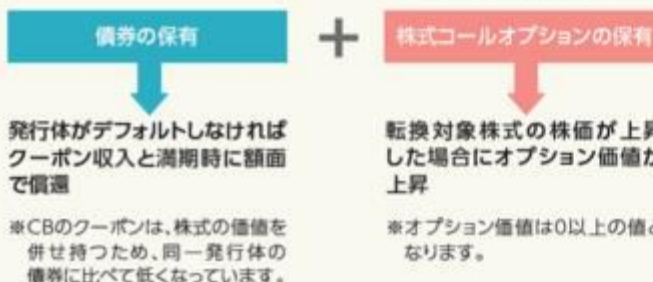 債券の保有
+
株式コールオプションの保有
発行体がデフォルトしなければ
クーポン収入と満期時に額面
で償還
※CBのクーポンは、株式の価値を
併せ持つため、同一発行体の
債券に比べて低くなっています。
転換対象株式の株価が上昇
した場合にオプション価値が
上昇
※オプション価値は0以上の値と
なります。